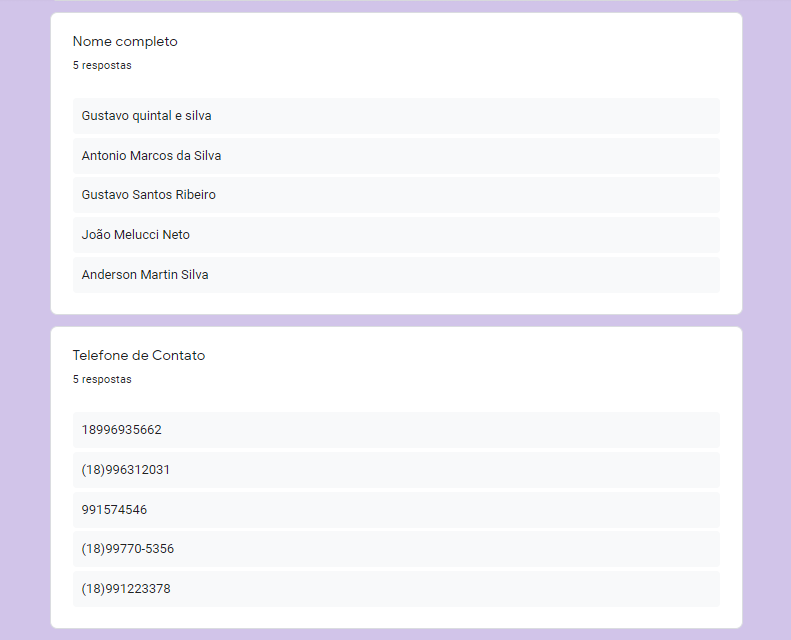 Nome completo
5 respostas
Gustavo quintal e silva
Antonio Marcos da Silva
Gustavo Santos Ribeiro
João Melucci Neto
Anderson Martin Silva
Telefone de Contato
5 respostas
18996935662
(18)996312031
991574546
(18)99770-5356
(18)991223378